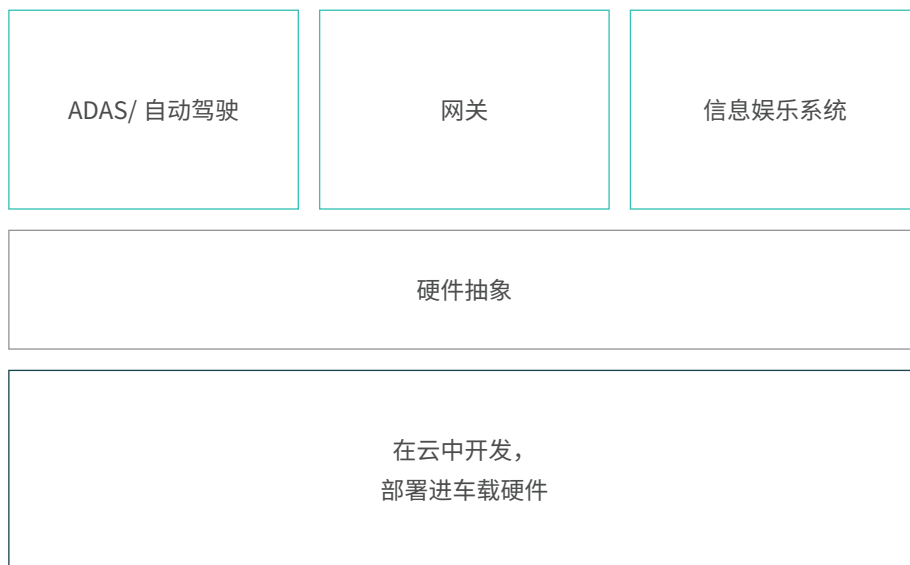 ADAS/ 自动驾驶
网关
信息娱乐系统
硬件抽象
在云中开发，
部署进车载硬件